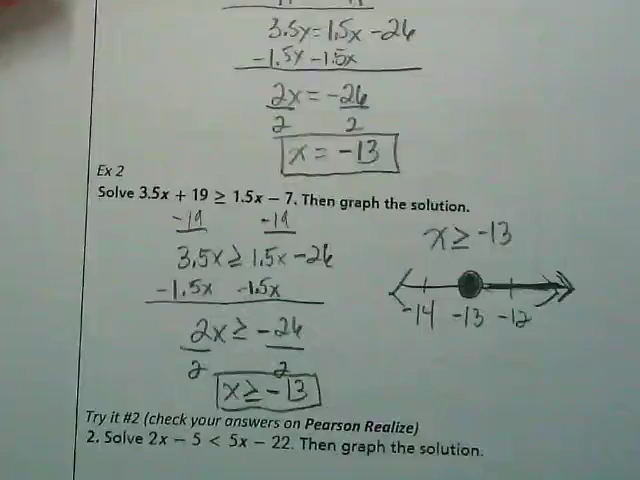 3.5x = 1.5x - 26
-1.5x -1.5x
2x = -26
2 2
x = -13
Ex 2
Solve 3.5x + 19 ≥ 1.5x − 7. Then graph the solution.
-19 -19
3.5x ≥ 1.5x - 26
-1.5x -1.5x
2x ≥ -26
2 2
x ≥ -13
x ≥ -13
-14 -13 -12
Try it #2 (check your answers on Pearson Realize)
2. Solve 2x − 5 < 5x − 22. Then graph the solution.